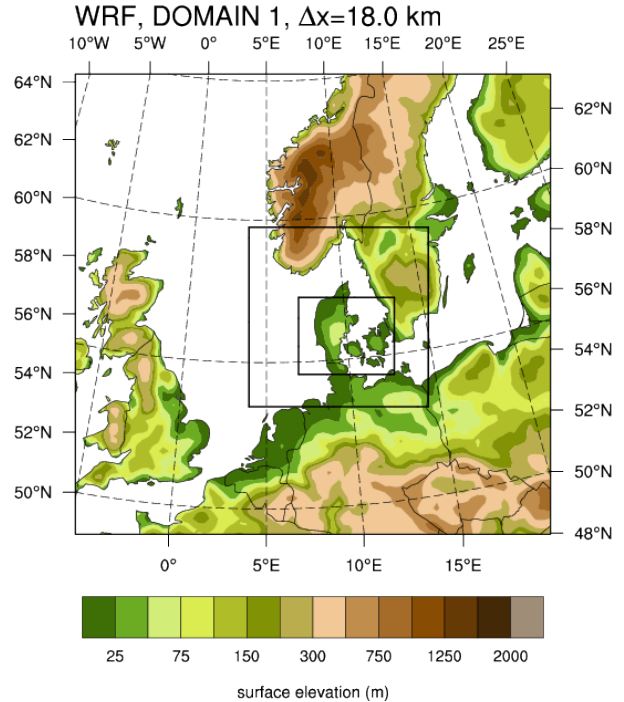 WRF, DOMAIN 1, Δx=18.0 km
10°W 5°W 0° 5°E 10°E 15°E 20°E 25°E
64°N 62°N
62°N 60°N
60°N 58°N
58°N 56°N
56°N 54°N
54°N 52°N
52°N 50°N
50°N 48°N
0° 5°E 10°E 15°E
25 75 150 300 750 1250 2000
surface elevation (m)